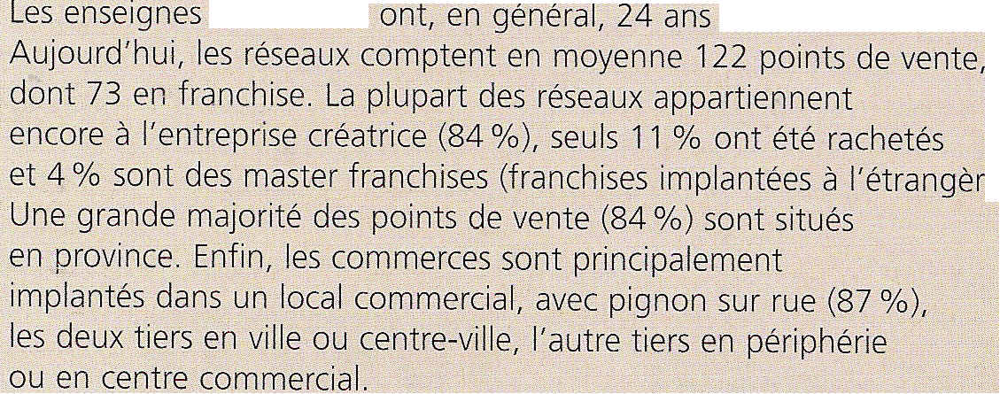 Les enseignes ont, en général, 24 ans
Aujourd'hui, les réseaux comptent en moyenne 122 points de vente,
dont 73 en franchise. La plupart des réseaux appartiennent
encore à l'entreprise créatrice (84 %), seuls 11 % ont été rachetés
et 4 % sont des master franchises (franchises implantées à l'étrangèr
Une grande majorité des points de vente (84 %) sont situés
en province. Enfin, les commerces sont principalement
implantés dans un local commercial, avec pignon sur rue (87 %),
les deux tiers en ville ou centre-ville, l'autre tiers en périphérie
ou en centre commercial.